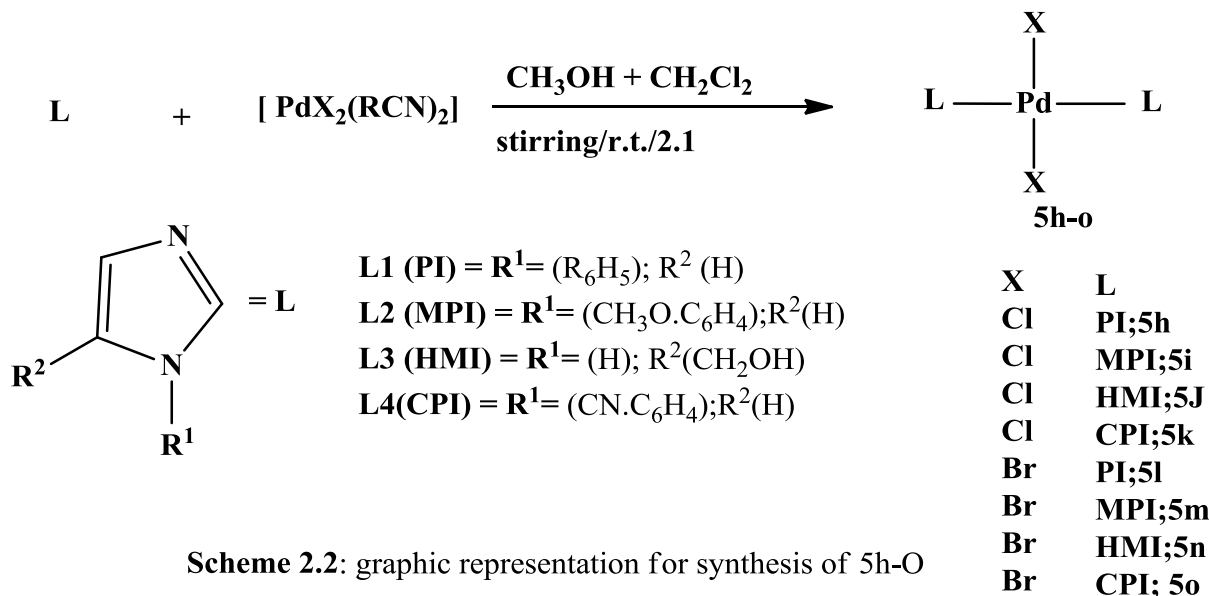 X
CH₃OH + CH₂Cl₂
L + [ PdX₂(RCN)₂] L Pd L
stirring/r.t./2.1
X
5h-o
N
= L
R² N
R¹
L1 (PI) = R¹= (R₆H₅); R² (H)
L2 (MPI) = R¹= (CH₃O.C₆H₄);R²(H)
L3 (HMI) = R¹= (H); R²(CH₂OH)
L4(CPI) = R¹= (CN.C₆H₄);R²(H)
X L
Cl PI;5h
Cl MPI;5i
Cl HMI;5J
Cl CPI;5k
Br PI;5l
Br MPI;5m
Br HMI;5n
Br CPI; 5o
Scheme 2.2: graphic representation for synthesis of 5h-O